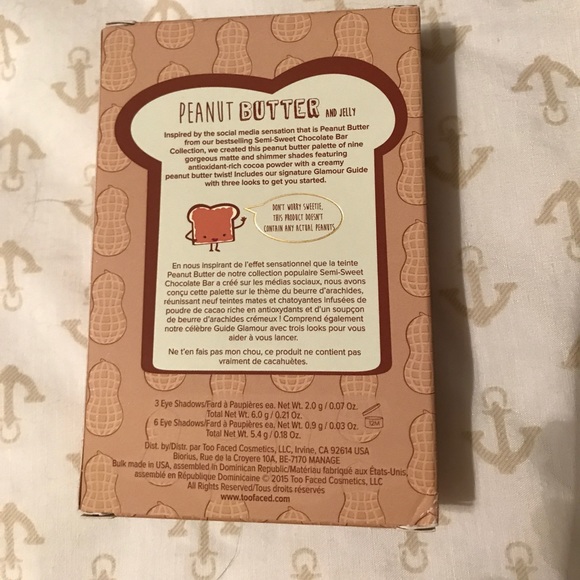 PEANUT BUTTER AND JELLY
Inspired by the social media sensation that is Peanut Butter
from our bestselling Semi-Sweet Chocolate Bar
Collection, we created this peanut butter palette of nine
gorgeous matte and shimmer shades featuring
antioxidant-rich cocoa powder with a creamy
peanut butter twist! Includes our signature Glamour Guide
with three looks to get you started.
DON'T WORRY SWEETIE,
THIS PRODUCT DOESN'T
CONTAIN ANY ACTUAL PEANUTS.
En nous inspirant de l'effet sensationnel que la teinte
Peanut Butter de notre collection populaire Semi-Sweet
Chocolate Bar a créé sur les médias sociaux, nous avons
conçu cette palette sur le thème du beurre d'arachides,
réunissant neuf teintes mates et chatoyantes infusées de
poudre de cacao riche en antioxydants et d'un soupçon
de beurre d'arachides crémeux ! Comprend également
notre célèbre Guide Glamour avec trois looks pour vous
aider à vous lancer.
Ne t'en fais pas mon chou, ce produit ne contient pas
vraiment de cacahuètes.
3 Eye Shadows/Fard à Paupières ea. Net Wt. 2.0 g / 0.07 Oz.
Total Net Wt. 6.0 g / 0.21 Oz.
6 Eye Shadows/Fard à Paupières ea. Net Wt. 0.9 g / 0.03 Oz.
Total Net Wt. 5.4 g / 0.18 Oz.
12M
Dist. by/Distr. par Too Faced Cosmetics, LLC, Irvine, CA 92614 USA
Biorius, Rue de la Croyere 10A, BE-7170 MANAGE
Bulk made in USA, assembled in Dominican Republic/Matériau fabriqué aux États-Unis,
assemblé en République Dominicaine © 2015 Too Faced Cosmetics, LLC
All Rights Reserved/Tous droits réservés
www.toofaced.com